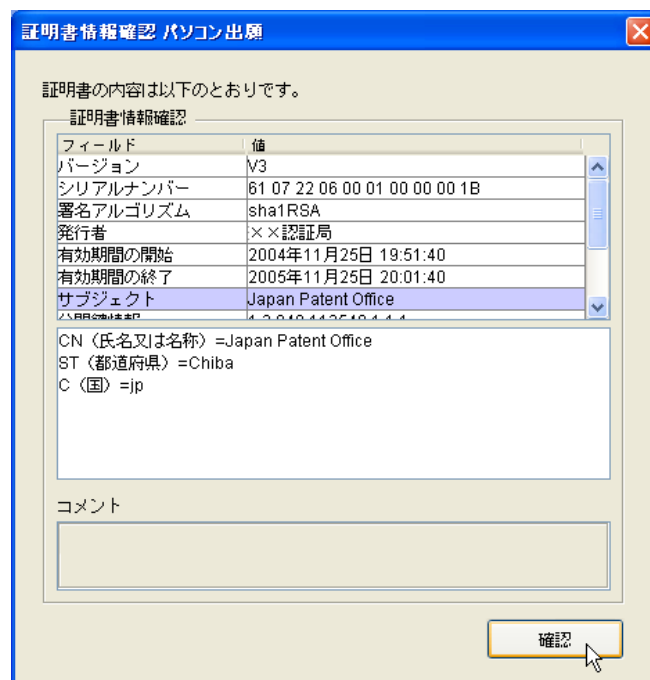 証明書情報確認 パソコン出願
証明書の内容は以下のとおりです。
証明書情報確認
フィールド 値
バージョン V3
シリアルナンバー 61 07 22 06 00 01 00 00 00 1B
署名アルゴリズム sha1RSA
発行者 ××認証局
有効期間の開始 2004年11月25日 19:51:40
有効期間の終了 2005年11月25日 20:01:40
サブジェクト Japan Patent Office
CN（氏名又は名称）=Japan Patent Office
ST（都道府県）=Chiba
C（国）=jp
コメント
確認